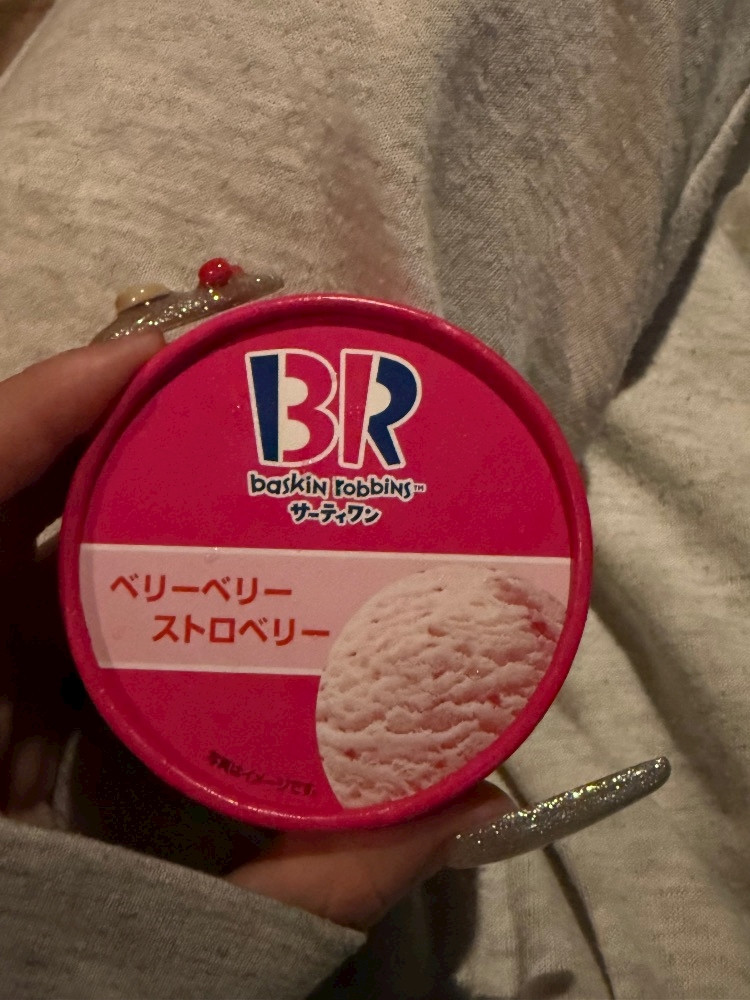 BR
baskin robbins™
サーティワン
ベリーベリー
ストロベリー
写真はイメージです